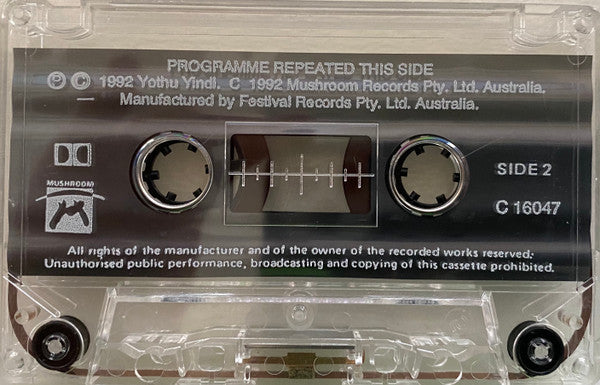 PROGRAMME REPEATED THIS SIDE
Ⓟ Ⓒ 1992 Yothu Yindi. C 1992 Mushroom Records Pty. Ltd. Australia.
Manufactured by Festival Records Pty. Ltd. Australia.
SIDE 2
MUSHROOM
C 16047
All rights of the manufacturer and of the owner of the recorded works reserved.
Unauthorised public performance, broadcasting and copying of this cassette prohibited.